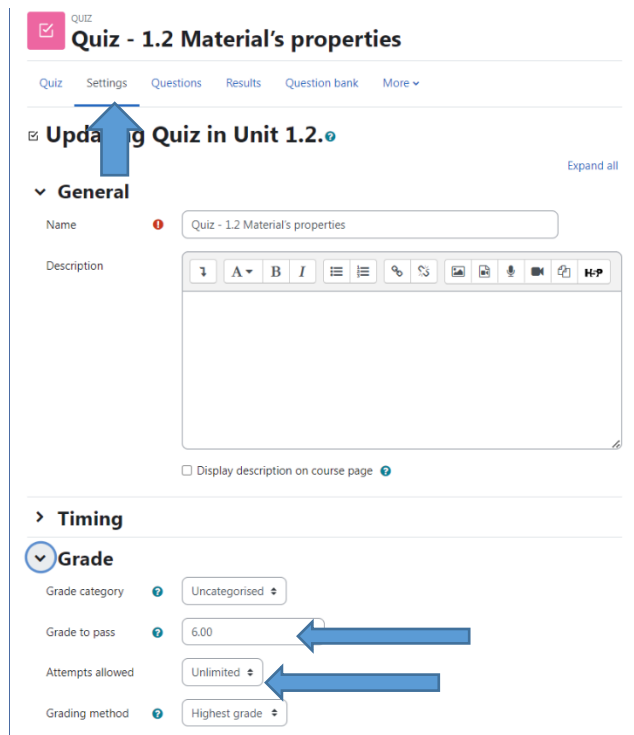 QUIZ
Quiz - 1.2 Material's properties
Quiz Settings Questions Results Question bank More
Updating Quiz in Unit 1.2.
Expand all
General
Name
Quiz - 1.2 Material's properties
Description
A B I H-P
Display description on course page
Timing
Grade
Grade category Uncategorised
Grade to pass 6.00
Attempts allowed Unlimited
Grading method Highest grade